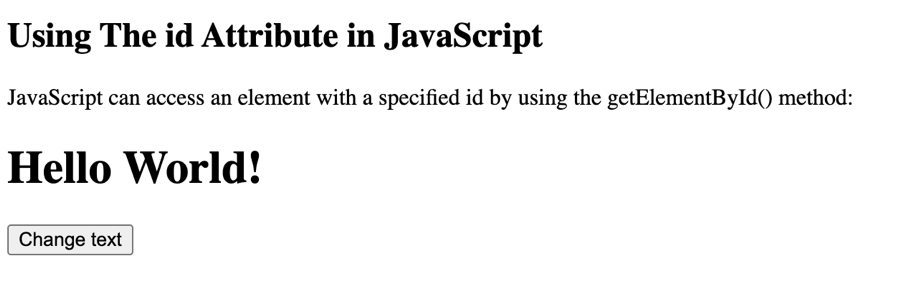 Using The id Attribute in JavaScript
JavaScript can access an element with a specified id by using the getElementById() method:
Hello World!
Change text